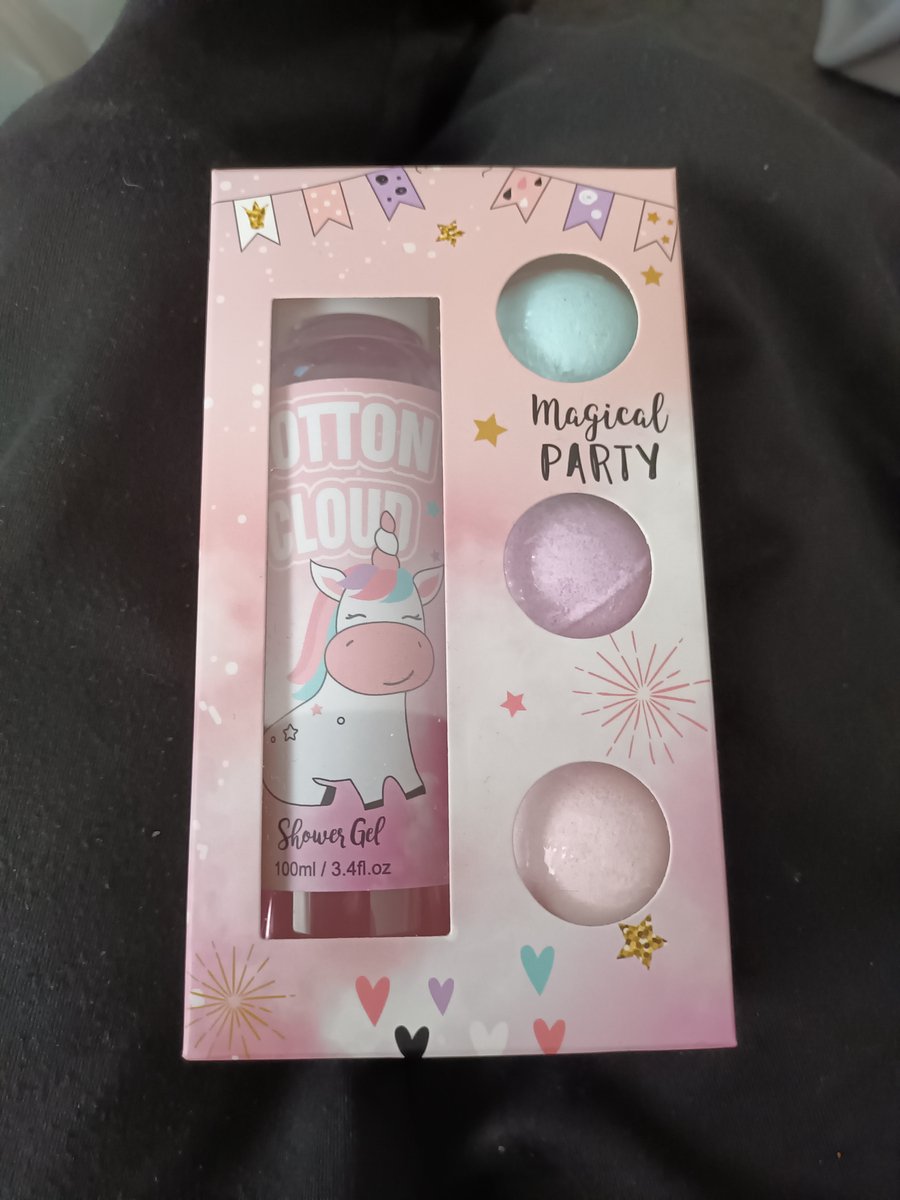 OTTON
CLOUD
Shower Gel
100ml / 3.4fl.oz
Magical
PARTY